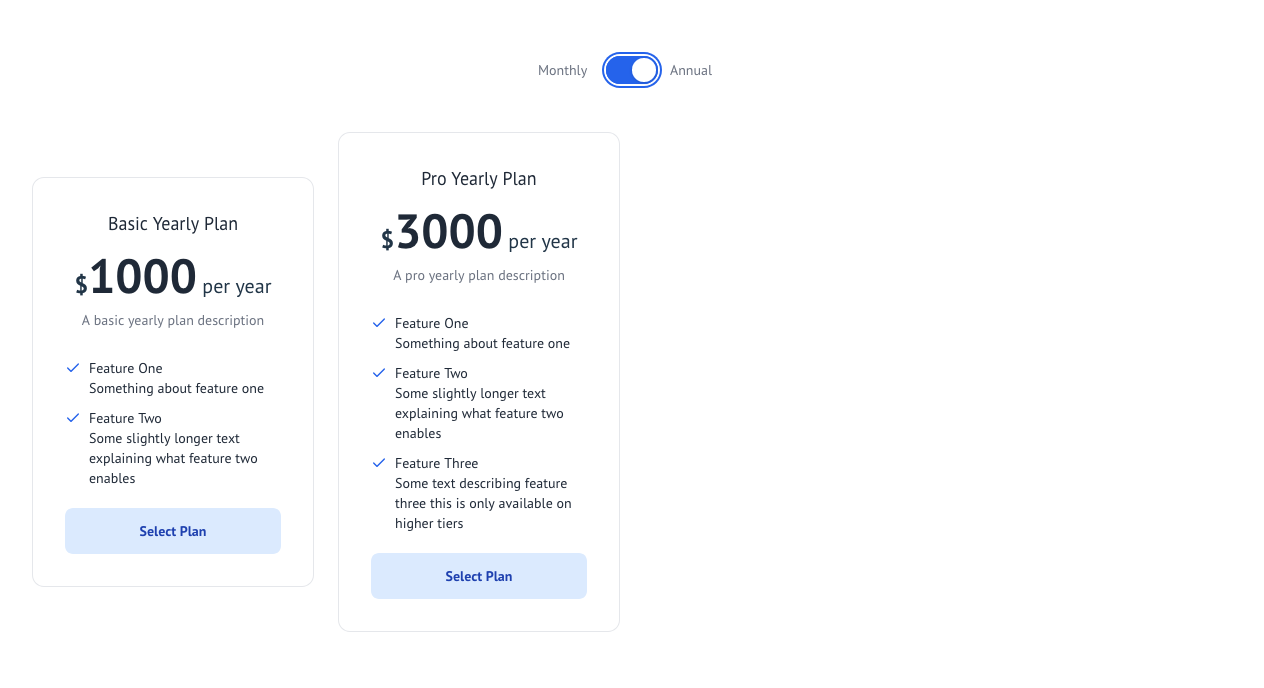 Monthly
Annual
Basic Yearly Plan
$1000 per year
A basic yearly plan description
Feature One
Something about feature one
Feature Two
Some slightly longer text
explaining what feature two
enables
Select Plan
Pro Yearly Plan
$3000 per year
A pro yearly plan description
Feature One
Something about feature one
Feature Two
Some slightly longer text
explaining what feature two
enables
Feature Three
Some text describing feature
three this is only available on
higher tiers
Select Plan